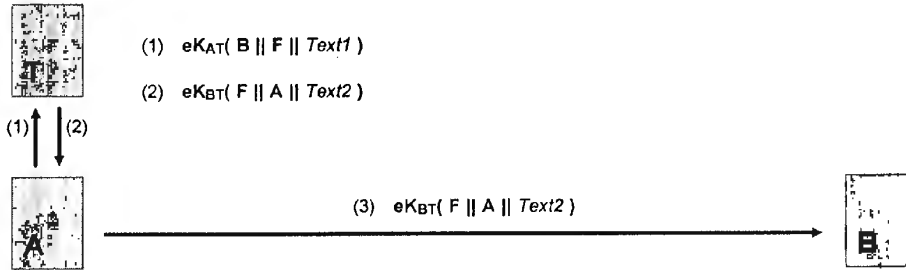 T
(1) eKAT( B || F || Text1 )
(2) eKBT( F || A || Text2 )
(1) (2)
(3) eKBT( F || A || Text2 )
A
B